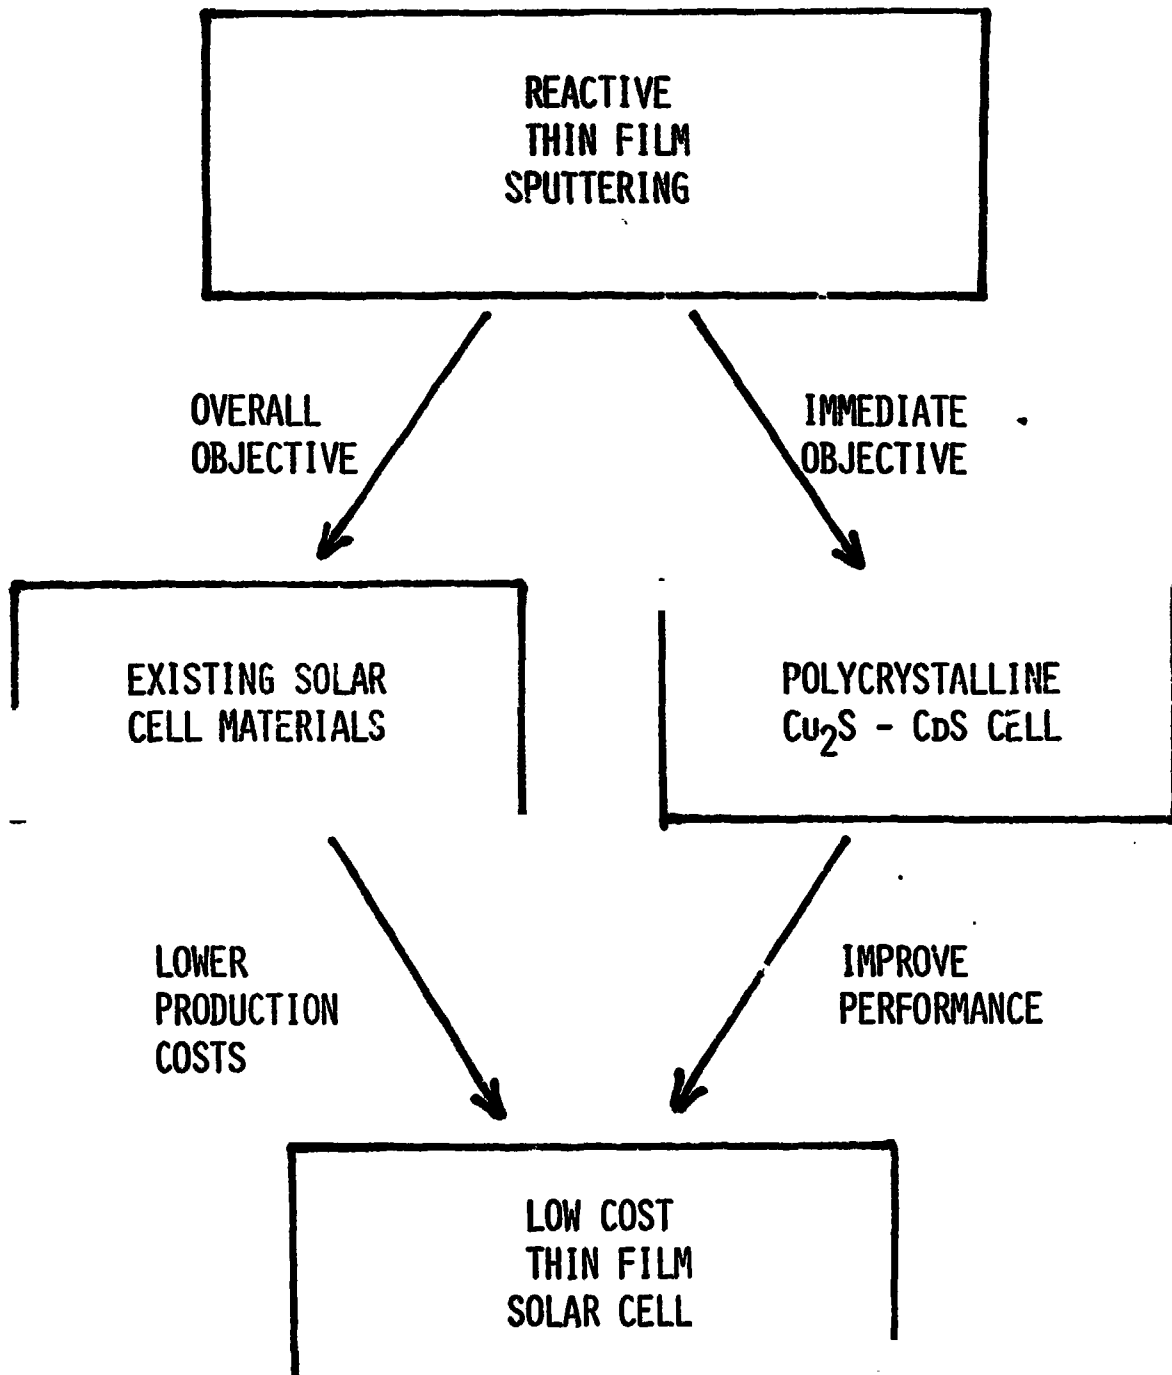 REACTIVE
THIN FILM
SPUTTERING
OVERALL
OBJECTIVE
IMMEDIATE
OBJECTIVE
EXISTING SOLAR
CELL MATERIALS
POLYCRYSTALLINE
Cu₂S - CDS CELL
LOWER
PRODUCTION
COSTS
IMPROVE
PERFORMANCE
LOW COST
THIN FILM
SOLAR CELL